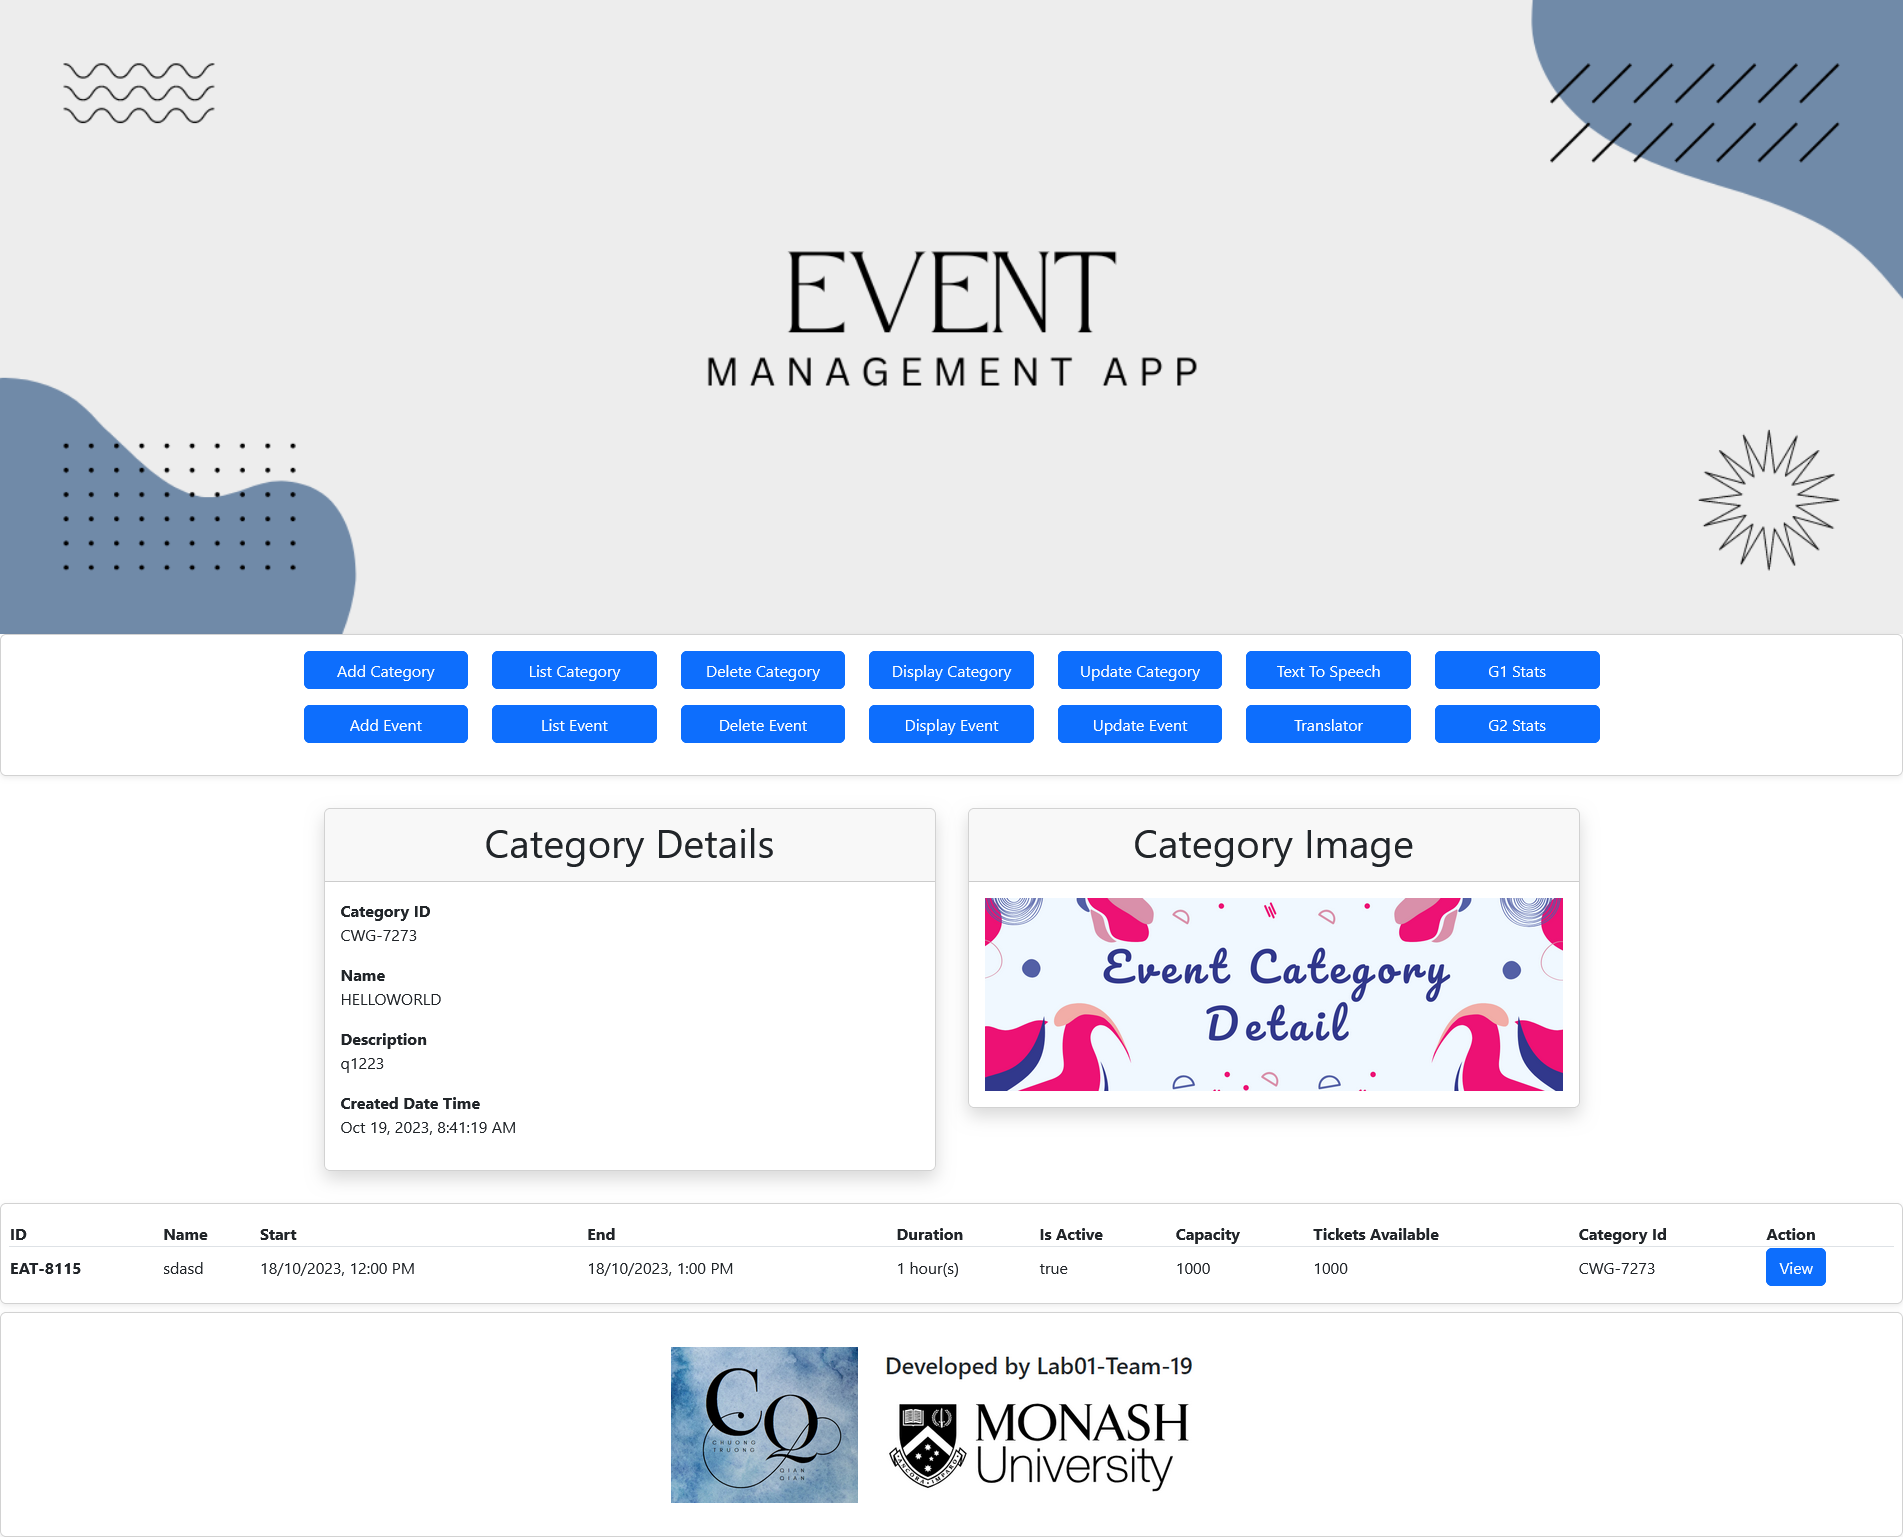 EVENT
MANAGEMENT APP
Add Category List Category Delete Category Display Category Update Category Text To Speech G1 Stats
Add Event List Event Delete Event Display Event Update Event Translator G2 Stats
Category Details
Category ID
CWG-7273
Name
HELLOWORLD
Description
q1223
Created Date Time
Oct 19, 2023, 8:41:19 AM
Category Image
Event Category
Detail
ID Name Start End Duration Is Active Capacity Tickets Available Category Id Action
EAT-8115 sdasd 18/10/2023, 12:00 PM 18/10/2023, 1:00 PM 1 hour(s) true 1000 1000 CWG-7273 View
CQ
CHUONG
TRUONG
QIAN
QIAN
Developed by Lab01-Team-19
MONASH
University
ANCORA IMPARO